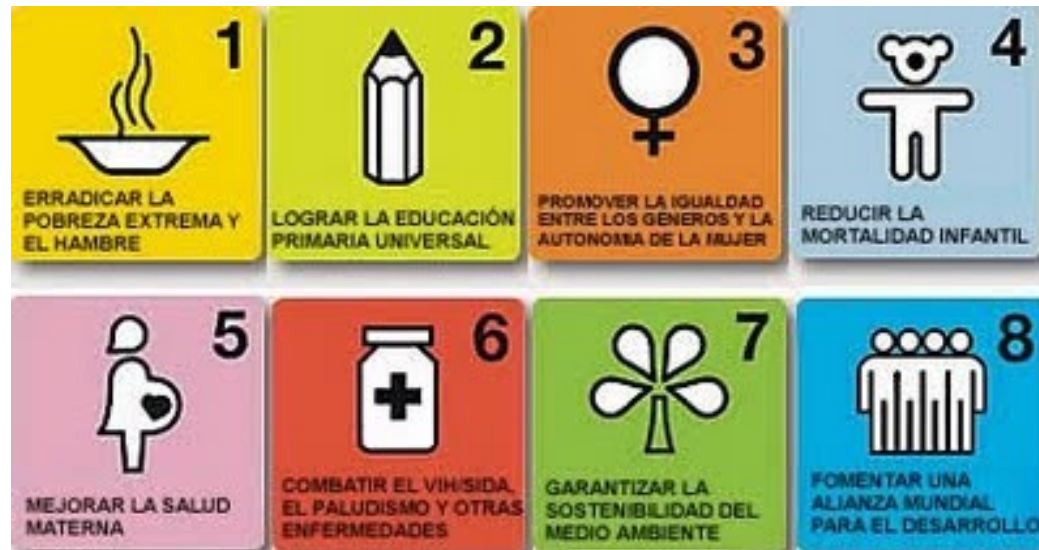 1
ERRADICAR LA
POBREZA EXTREMA Y
EL HAMBRE
2
LOGRAR LA EDUCACIÓN
PRIMARIA UNIVERSAL
3
PROMOVER LA IGUALDAD
ENTRE LOS GENEROS Y LA
AUTONOMIA DE LA MUJER
4
REDUCIR LA
MORTALIDAD INFANTIL
5
MEJORAR LA SALUD
MATERNA
6
COMBATIR EL VIH/SIDA,
EL PALUDISMO Y OTRAS
ENFERMEDADES
7
GARANTIZAR LA
SOSTENIBILIDAD DEL
MEDIO AMBIENTE
8
FOMENTAR UNA
ALIANZA MUNDIAL
PARA EL DESARROLLO